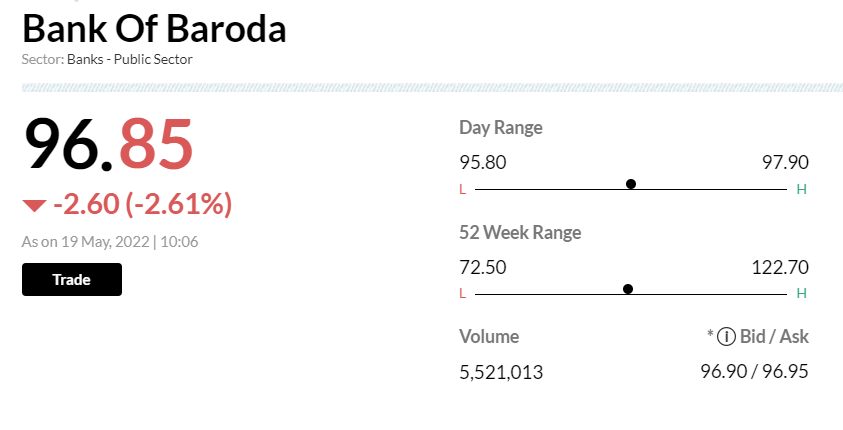 Bank Of Baroda
Sector: Banks - Public Sector
96.85
-2.60 (-2.61%)
As on 19 May, 2022 | 10:06
Trade
Day Range
95.80 97.90
L H
52 Week Range
72.50 122.70
L H
Volume * i Bid / Ask
5,521,013 96.90 / 96.95